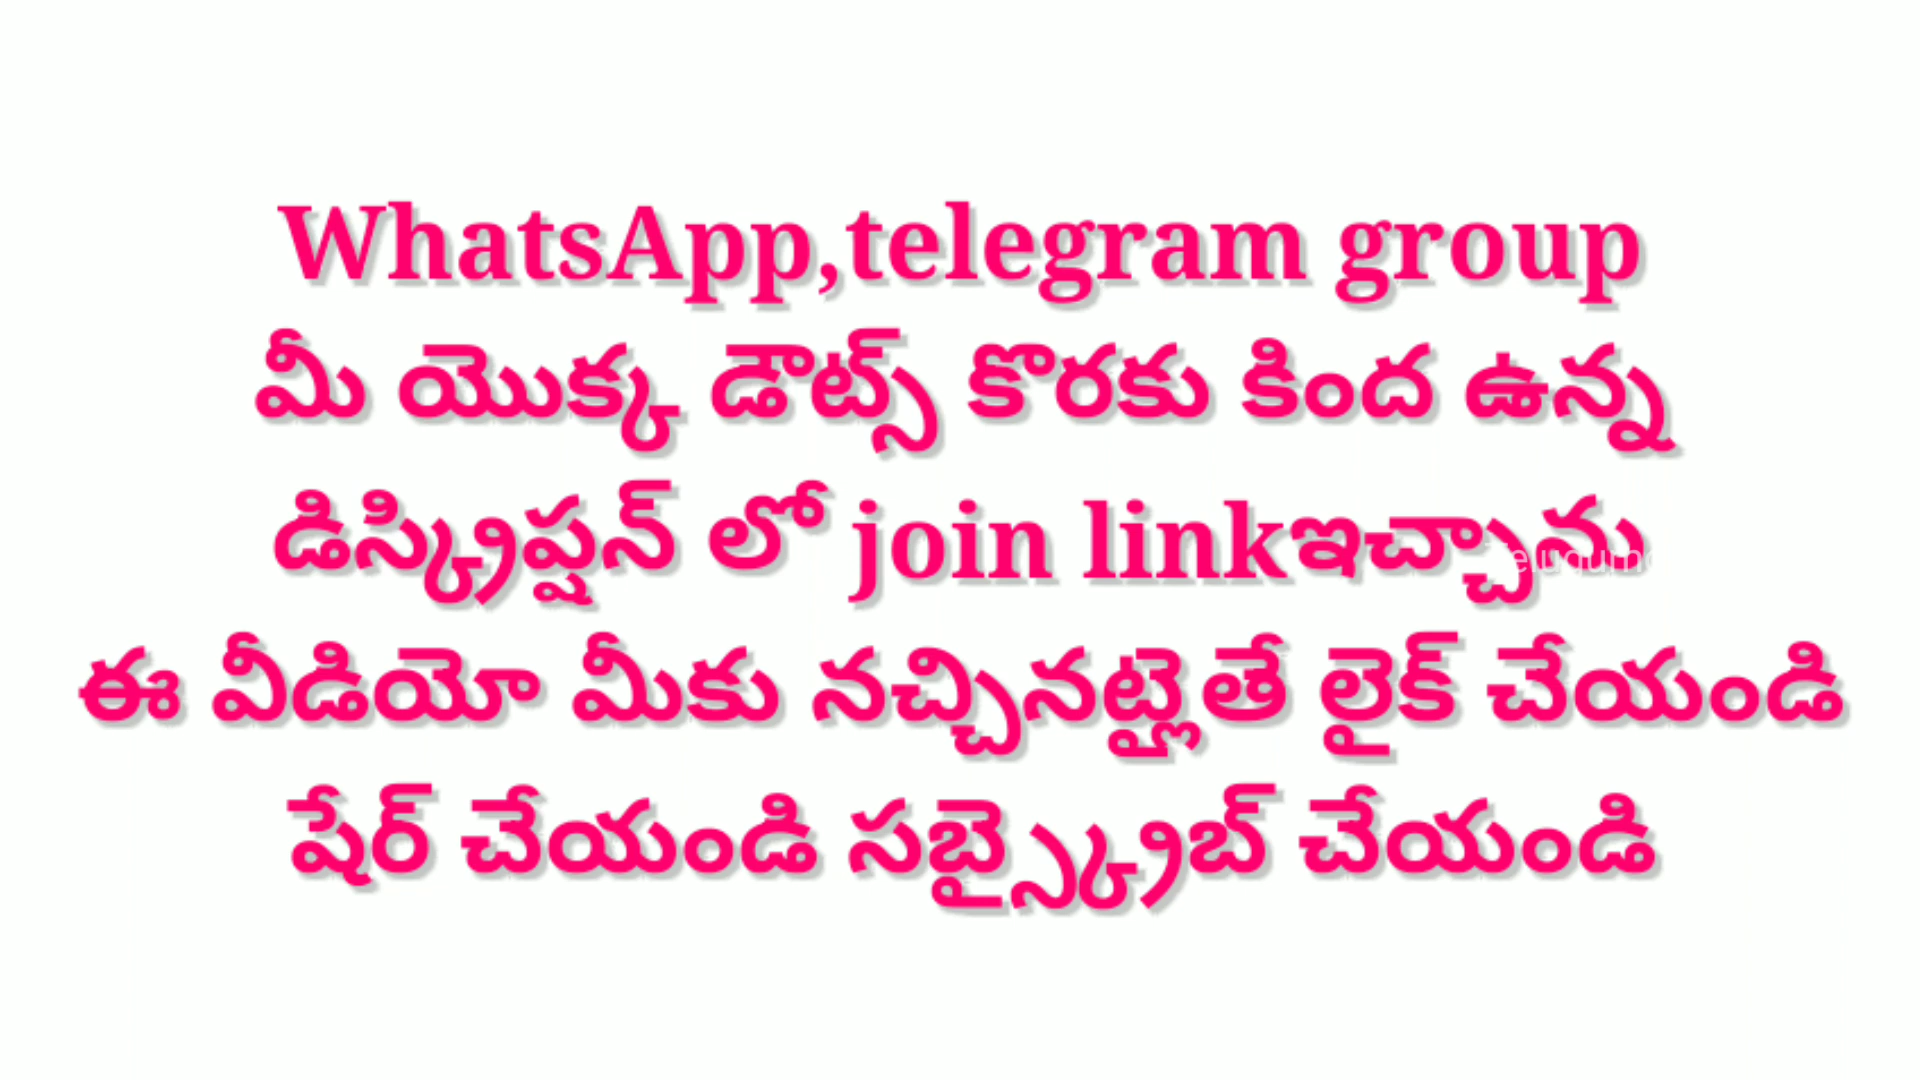 WhatsApp,telegram group
మీ యొక్క డౌట్స్ కొరకు కింద ఉన్న
డిస్క్రిప్షన్ లో join linkఇచ్చాను
ఈ వీడియో మీకు నచ్చినట్లైతే లైక్ చేయండి
షేర్ చేయండి సబ్స్క్రైబ్ చేయండి